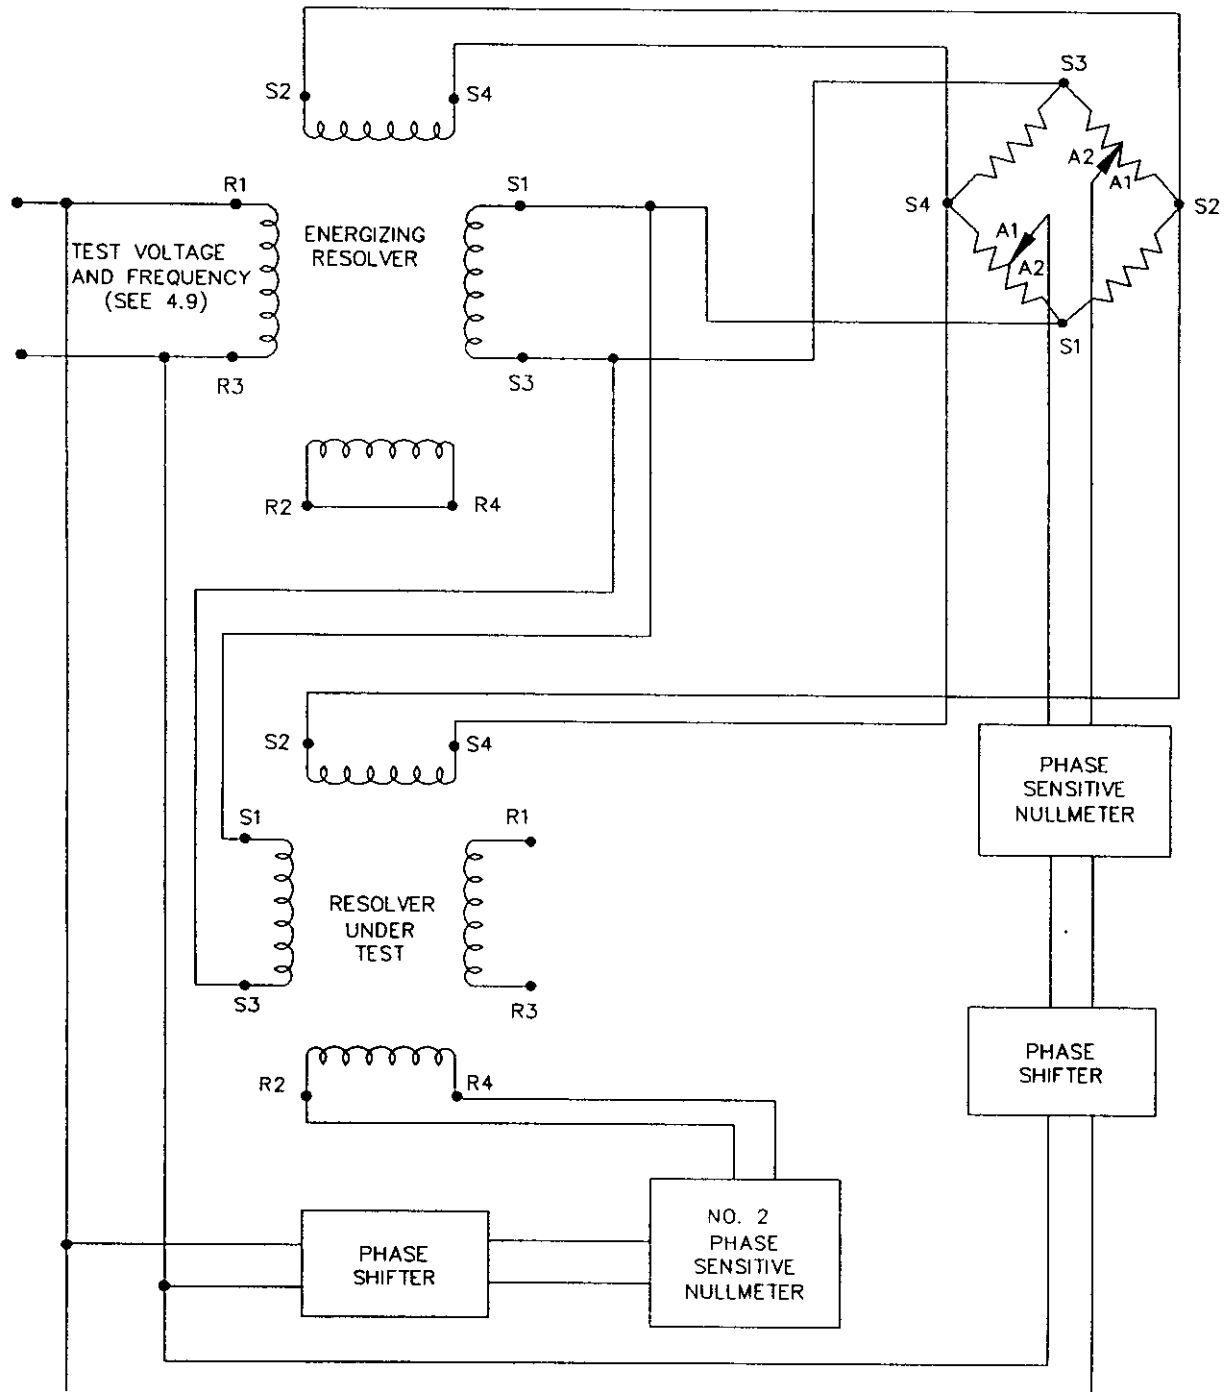 S2
S4
S3
A2
A1
S4
S2
A1
A2
S1
R1
S1
TEST VOLTAGE
AND FREQUENCY
(SEE 4.9)
ENERGIZING
RESOLVER
R3
S3
R2
R4
S2
S4
PHASE
SENSITIVE
NULLMETER
S1
R1
RESOLVER
UNDER
TEST
S3
R3
PHASE
SHIFTER
R2
R4
NO. 2
PHASE
SENSITIVE
NULLMETER
PHASE
SHIFTER